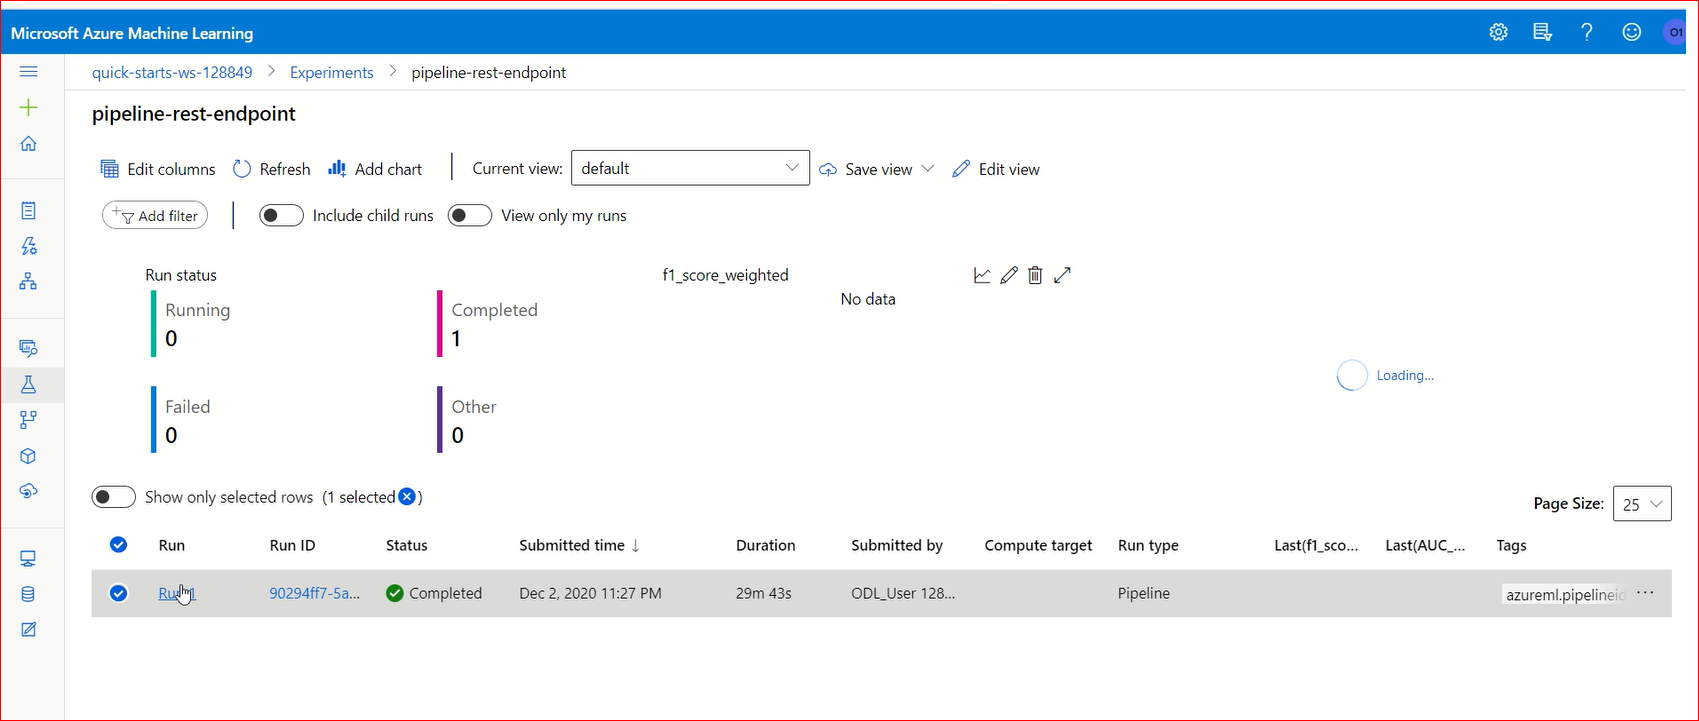 Microsoft Azure Machine Learning
O1
quick-starts-ws-128849 > Experiments > pipeline-rest-endpoint
pipeline-rest-endpoint
Edit columns Refresh Add chart Current view: default Save view Edit view
Add filter Include child runs View only my runs
Run status f1_score_weighted
No data
Running Completed
0 1
Loading...
Failed Other
0 0
Show only selected rows (1 selected )
Page Size: 25
Run Run ID Status Submitted time ↓ Duration Submitted by Compute target Run type Last(f1_sco... Last(AUC_... Tags
90294ff7-5a... Completed Dec 2, 2020 11:27 PM 29m 43s ODL_User 128... Pipeline azureml.pipelineid ...